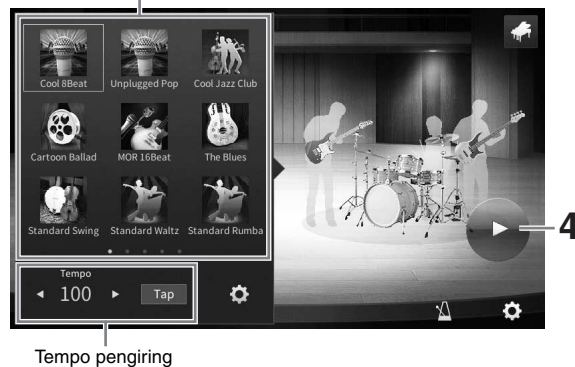 Cool 8Beat
Unplugged Pop
Cool Jazz Club
Cartoon Ballad
MOR 16Beat
The Blues
Standard Swing
Standard Waltz
Standard Rumba
4
Tempo
100
Tap
Tempo pengiring